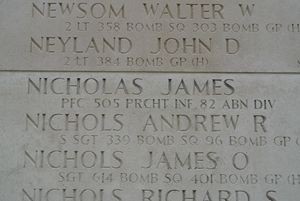 NEWSOM WALTER W
2 LT 358 BOMB SQ 303 BOMB GP (H)
NEYLAND JOHN D
2 LT 384 BOMB GP (H)
NICHOLAS JAMES
PFC 505 PRCHT INF 82 ABN DIV
NICHOLS ANDREW R
S SGT 339 BOMB SQ 96 BOMB GP (
NICHOLS JAMES O
SGT 614 BOMB SQ 401 BOMB GP (H
NICHOLS RICHARD S